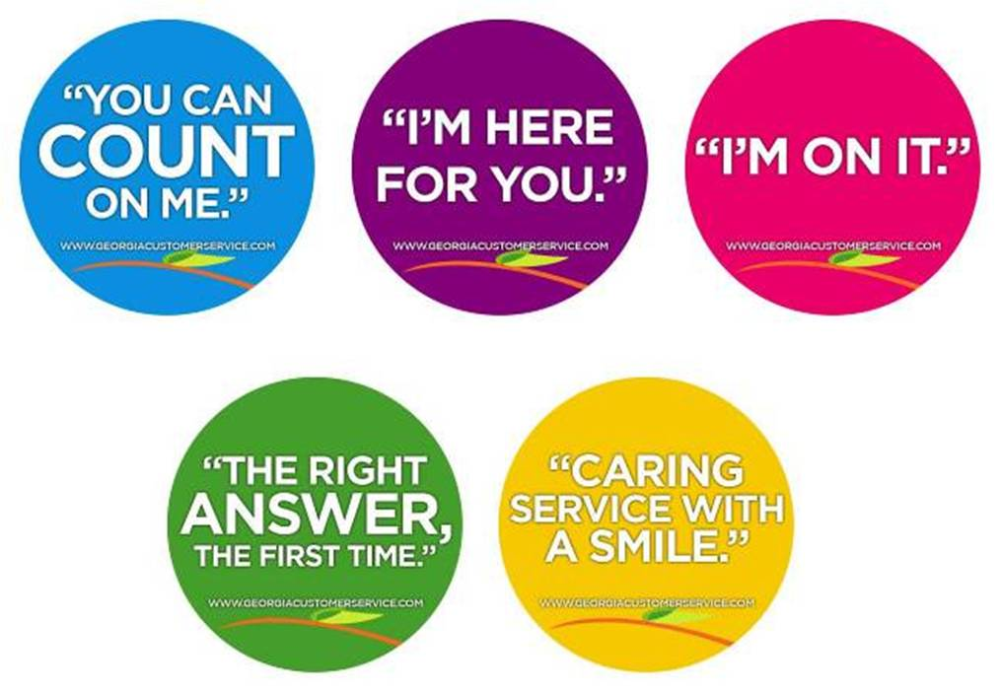 “YOU CAN
COUNT
ON ME.”
WWW.GEORGIACUSTOMERSERVICE.COM
“I’M HERE
FOR YOU.”
WWW.GEORGIACUSTOMERSERVICE.COM
“I’M ON IT.”
WWW.GEORGIACUSTOMERSERVICE.COM
“THE RIGHT
ANSWER,
THE FIRST TIME.”
WWW.GEORGIACUSTOMERSERVICE.COM
“CARING
SERVICE WITH
A SMILE.”
WWW.GEORGIACUSTOMERSERVICE.COM